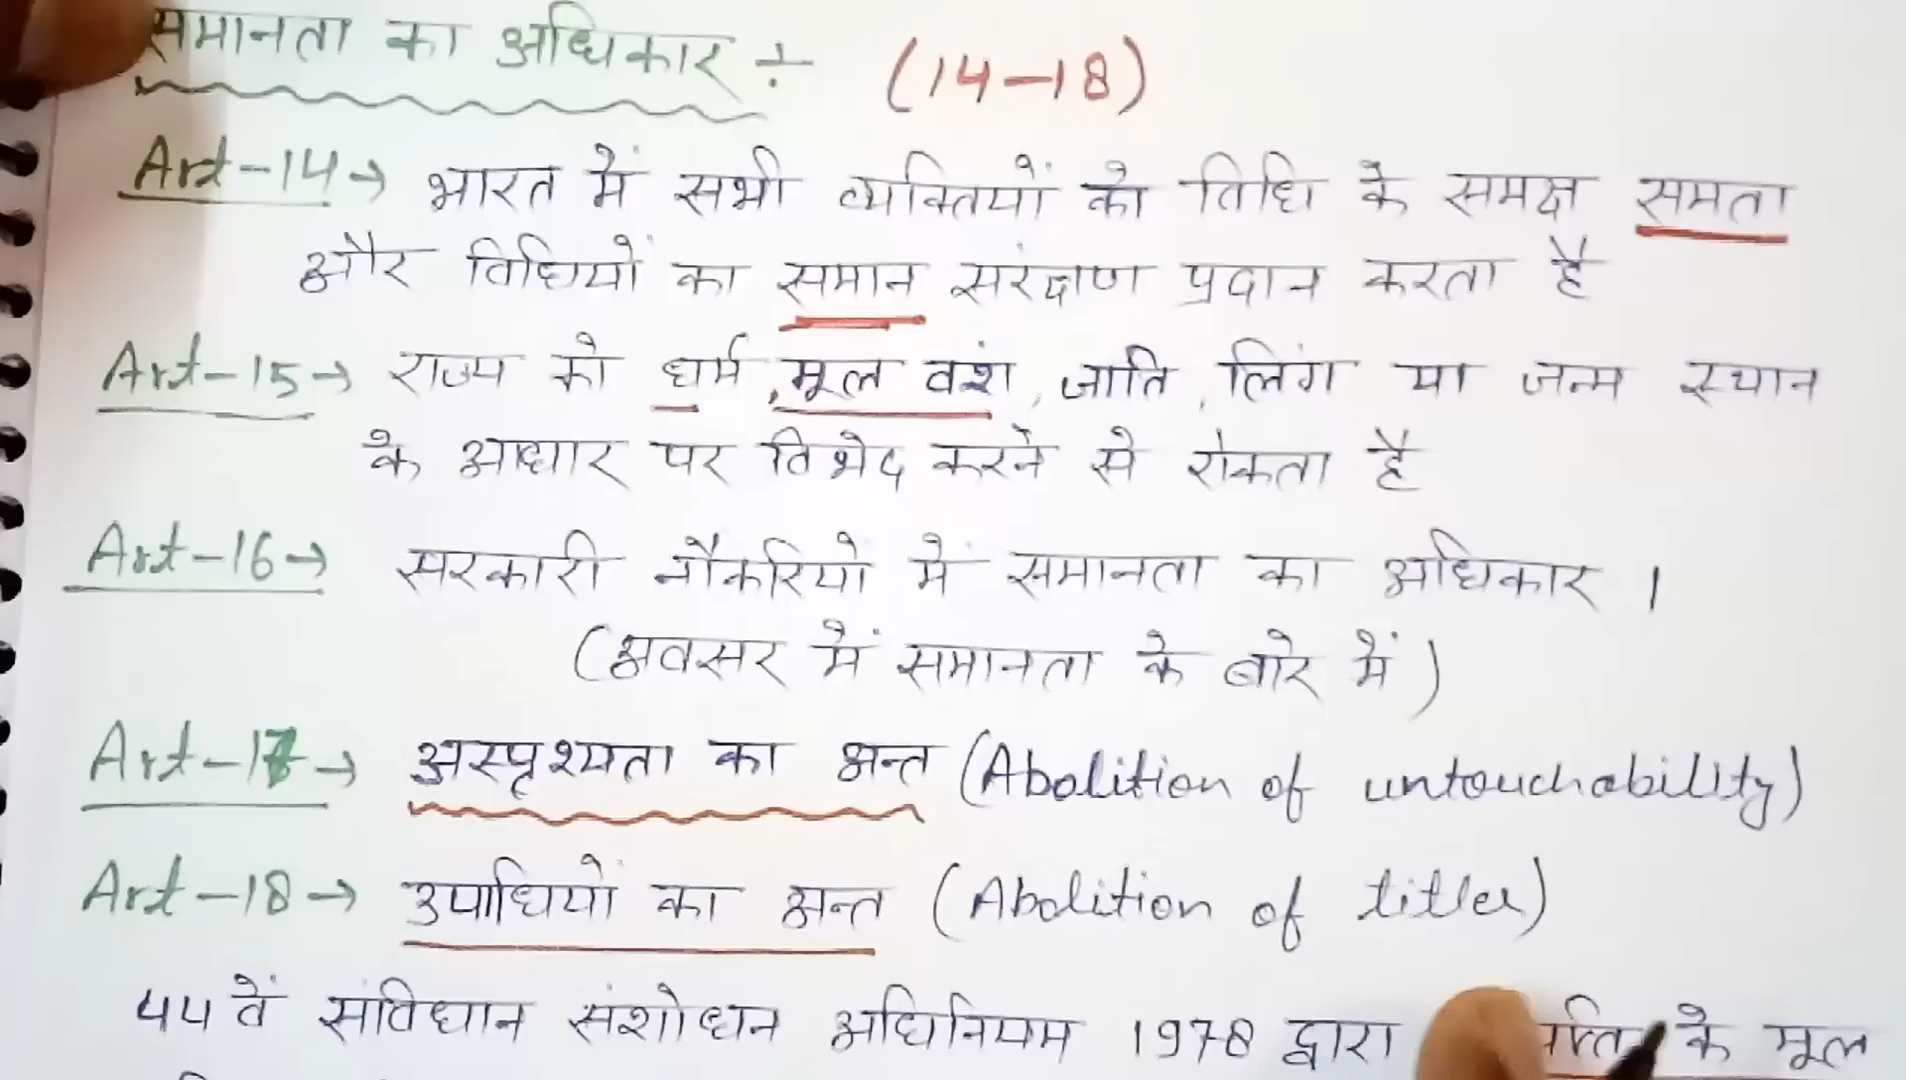 समानता का अधिकार ÷ (14-18)
Art-14→ भारत में सभी व्यक्तियों को विधि के समक्ष समता
और विधियों का समान सरंक्षण प्रदान करता है
Art-15→ राज्य को धर्म, मूल वंश, जाति, लिंग या जन्म स्थान
के आधार पर विभेद करने से रोकता है
Art-16→ सरकारी नौकरियों में समानता का अधिकार ।
(अवसर में समानता के बारे में)
Art-17→ अस्पृश्यता का अन्त (Abolition of untouchability)
Art-18→ उपाधियों का अन्त (Abolition of titles)
44 वें संविधान संशोधन अधिनियम 1978 द्वारा के मूल